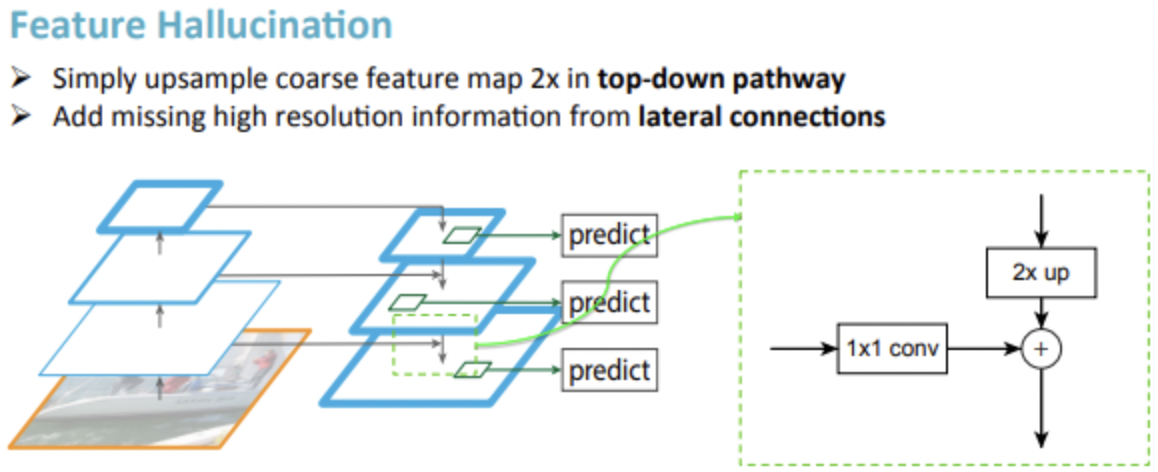 Feature Hallucination
➢ Simply upsample coarse feature map 2x in top-down pathway
➢ Add missing high resolution information from lateral connections
predict
predict
predict
2x up
1x1 conv
+